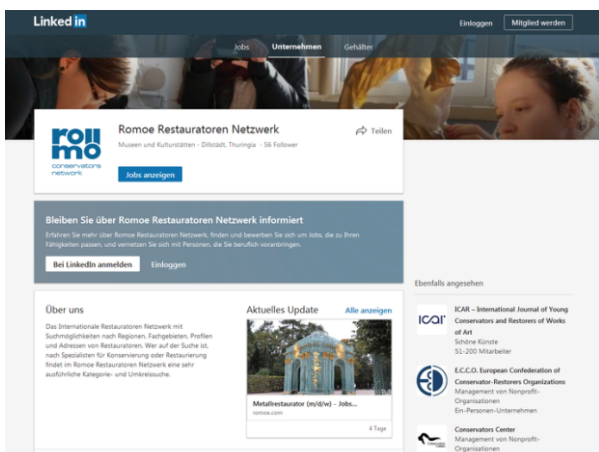 Linked in
Einloggen
Mitglied werden
Jobs
Unternehmen
Gehälter
rommo
conservators
network
Romoe Restauratoren Netzwerk
Museen und Kulturstätten - Dillstädt, Thuringia - 56 Follower
Teilen
Jobs anzeigen
Bleiben Sie über Romoe Restauratoren Netzwerk informiert
Erfahren Sie mehr über Romoe Restauratoren Netzwerk, finden und bewerben Sie sich um Jobs, die zu Ihren
Fähigkeiten passen, und vernetzen Sie sich mit Personen, die Sie beruflich voranbringen.
Bei LinkedIn anmelden
Einloggen
Über uns
Das Internationale Restauratoren Netzwerk mit
Suchmöglichkeiten nach Regionen, Fachgebieten, Profilen
und Adressen von Restauratoren. Wer auf der Suche ist,
nach Spezialisten für Konservierung oder Restaurierung
findet im Romoe Restauratoren Netzwerk eine sehr
ausführliche Kategorie- und Umkreissuche.
Aktuelles Update
Alle anzeigen
Metallrestaurator (m/d/w) - Jobs...
romoe.com
4 Tage
Ebenfalls angesehen
ICAr
ICAR – International Journal of Young
Conservators and Restorers of Works
of Art
Schöne Künste
51-200 Mitarbeiter
E.C.C.O. European Confederation of
Conservator-Restorers Organizations
Management von Nonprofit-
Organisationen
Ein-Personen-Unternehmen
Conservators Center
Management von Nonprofit-
Organisationen